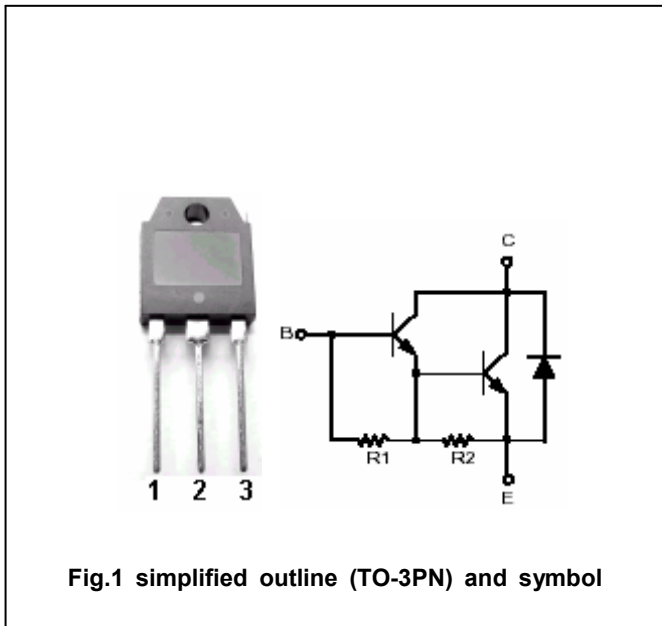 C
B
R1
R2
E
1 2 3
Fig.1 simplified outline (TO-3PN) and symbol